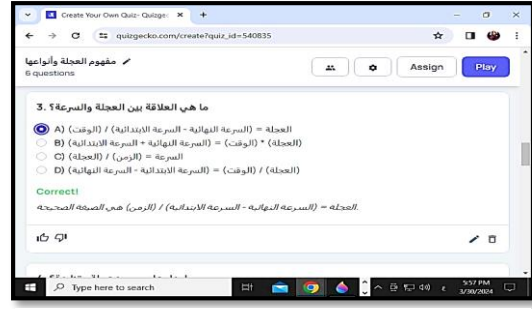 Create Your Own Quiz- Quizge
quizgecko.com/create?quiz_id=540835
مفهوم العجلة وأنواعها
6 questions
Assign
Play
3. ما هي العلاقة بين العجلة والسرعة؟
A) العجلة = (السرعة النهائية - السرعة الابتدائية) / (الوقت)
B) (العجلة) * (الوقت) = (السرعة النهائية + السرعة الابتدائية)
C) السرعة = (الزمن) / (العجلة)
D) (العجلة) / (الوقت) = (السرعة الابتدائية - السرعة النهائية)
Correct!
العجلة = (السرعة النهائية - السرعة الابتدائية) / (الزمن) هي الصيغة الصحيحة.
Type here to search
5:57 PM
3/30/2024